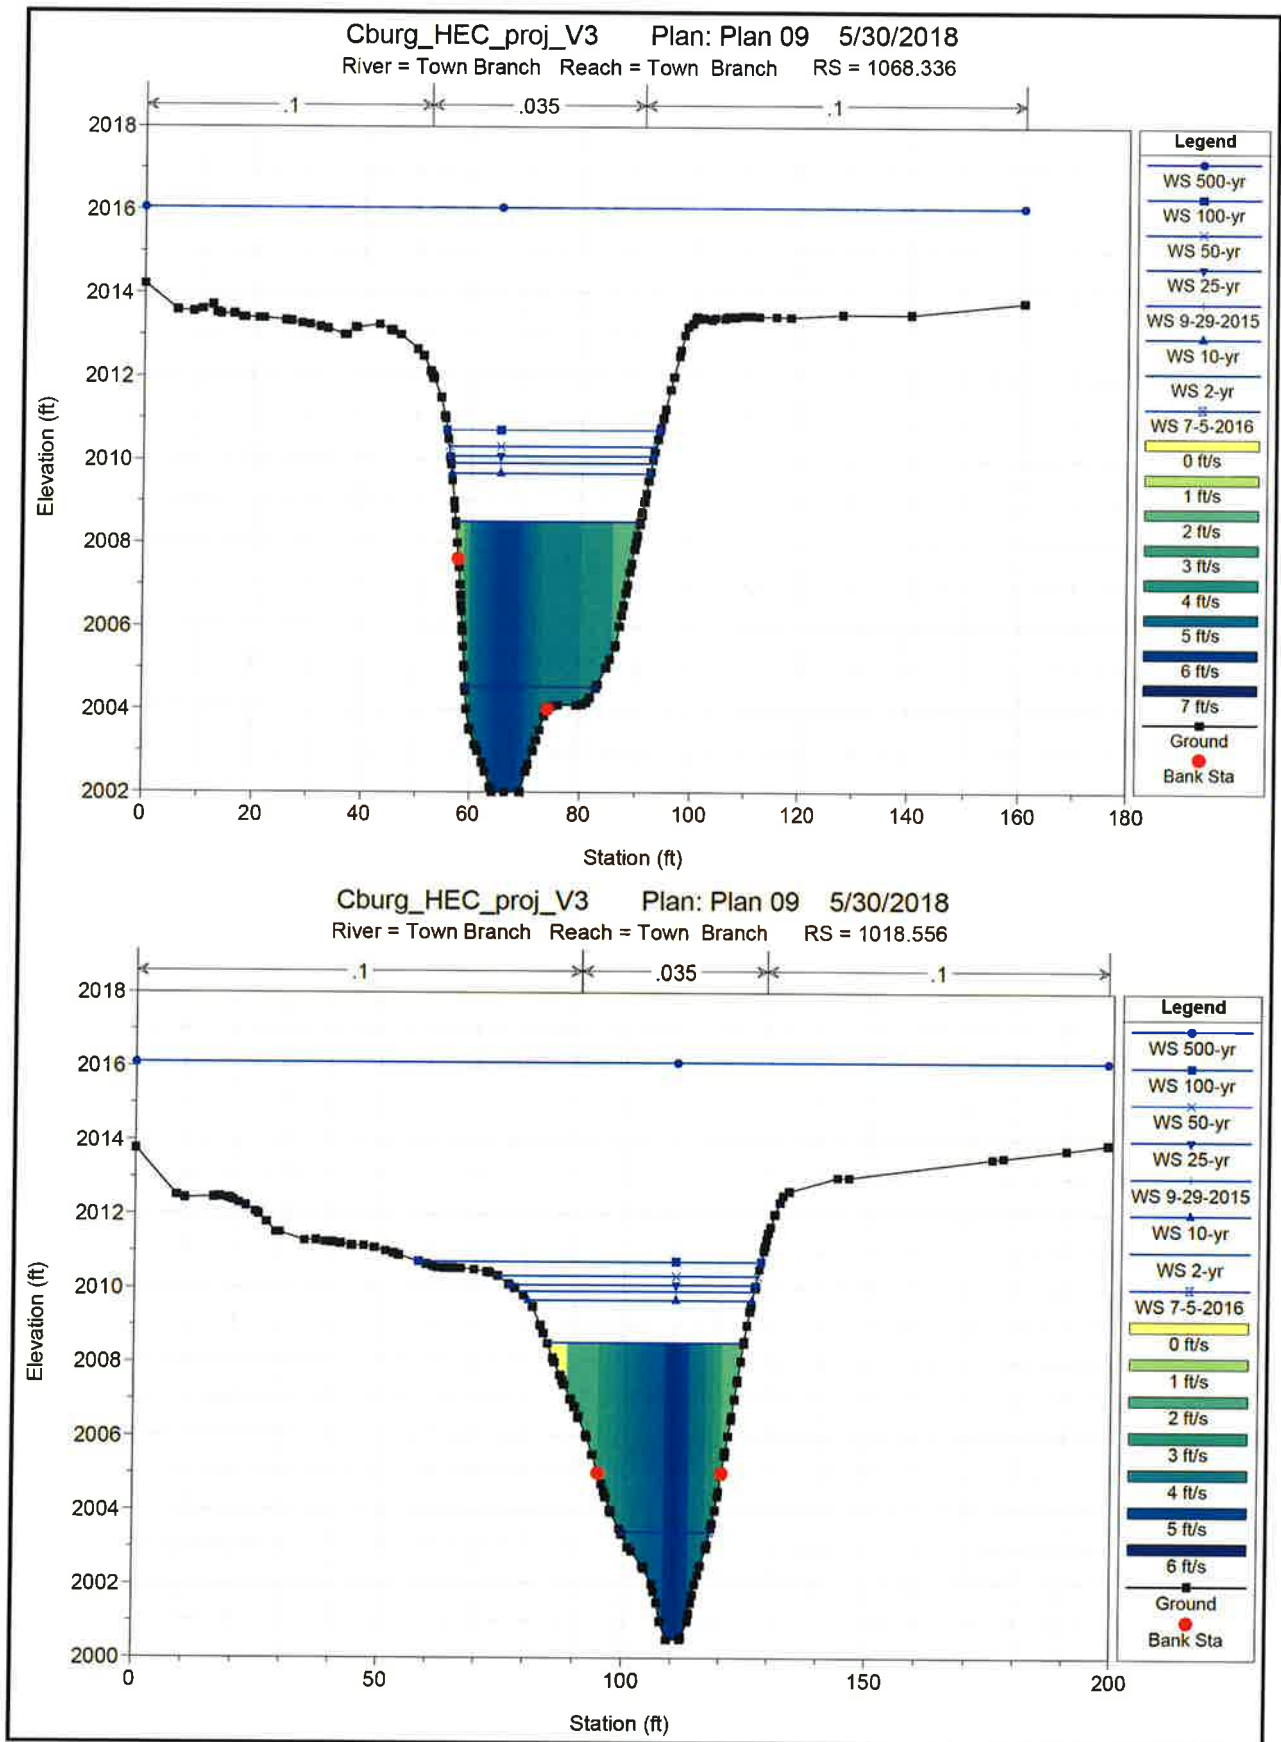 Cburg_HEC_proj_V3 Plan: Plan 09 5/30/2018
River = Town Branch Reach = Town Branch RS = 1068.336
.1 .035 .1
2018
2016
2014
2012
2010
2008
2006
2004
2002
Elevation (ft)
0 20 40 60 80 100 120 140 160 180
Station (ft)
Legend
WS 500-yr
WS 100-yr
WS 50-yr
WS 25-yr
WS 9-29-2015
WS 10-yr
WS 2-yr
WS 7-5-2016
0 ft/s
1 ft/s
2 ft/s
3 ft/s
4 ft/s
5 ft/s
6 ft/s
7 ft/s
Ground
Bank Sta
Cburg_HEC_proj_V3 Plan: Plan 09 5/30/2018
River = Town Branch Reach = Town Branch RS = 1018.556
.1 .035 .1
2018
2016
2014
2012
2010
2008
2006
2004
2002
2000
Elevation (ft)
0 50 100 150 200
Station (ft)
Legend
WS 500-yr
WS 100-yr
WS 50-yr
WS 25-yr
WS 9-29-2015
WS 10-yr
WS 2-yr
WS 7-5-2016
0 ft/s
1 ft/s
2 ft/s
3 ft/s
4 ft/s
5 ft/s
6 ft/s
Ground
Bank Sta